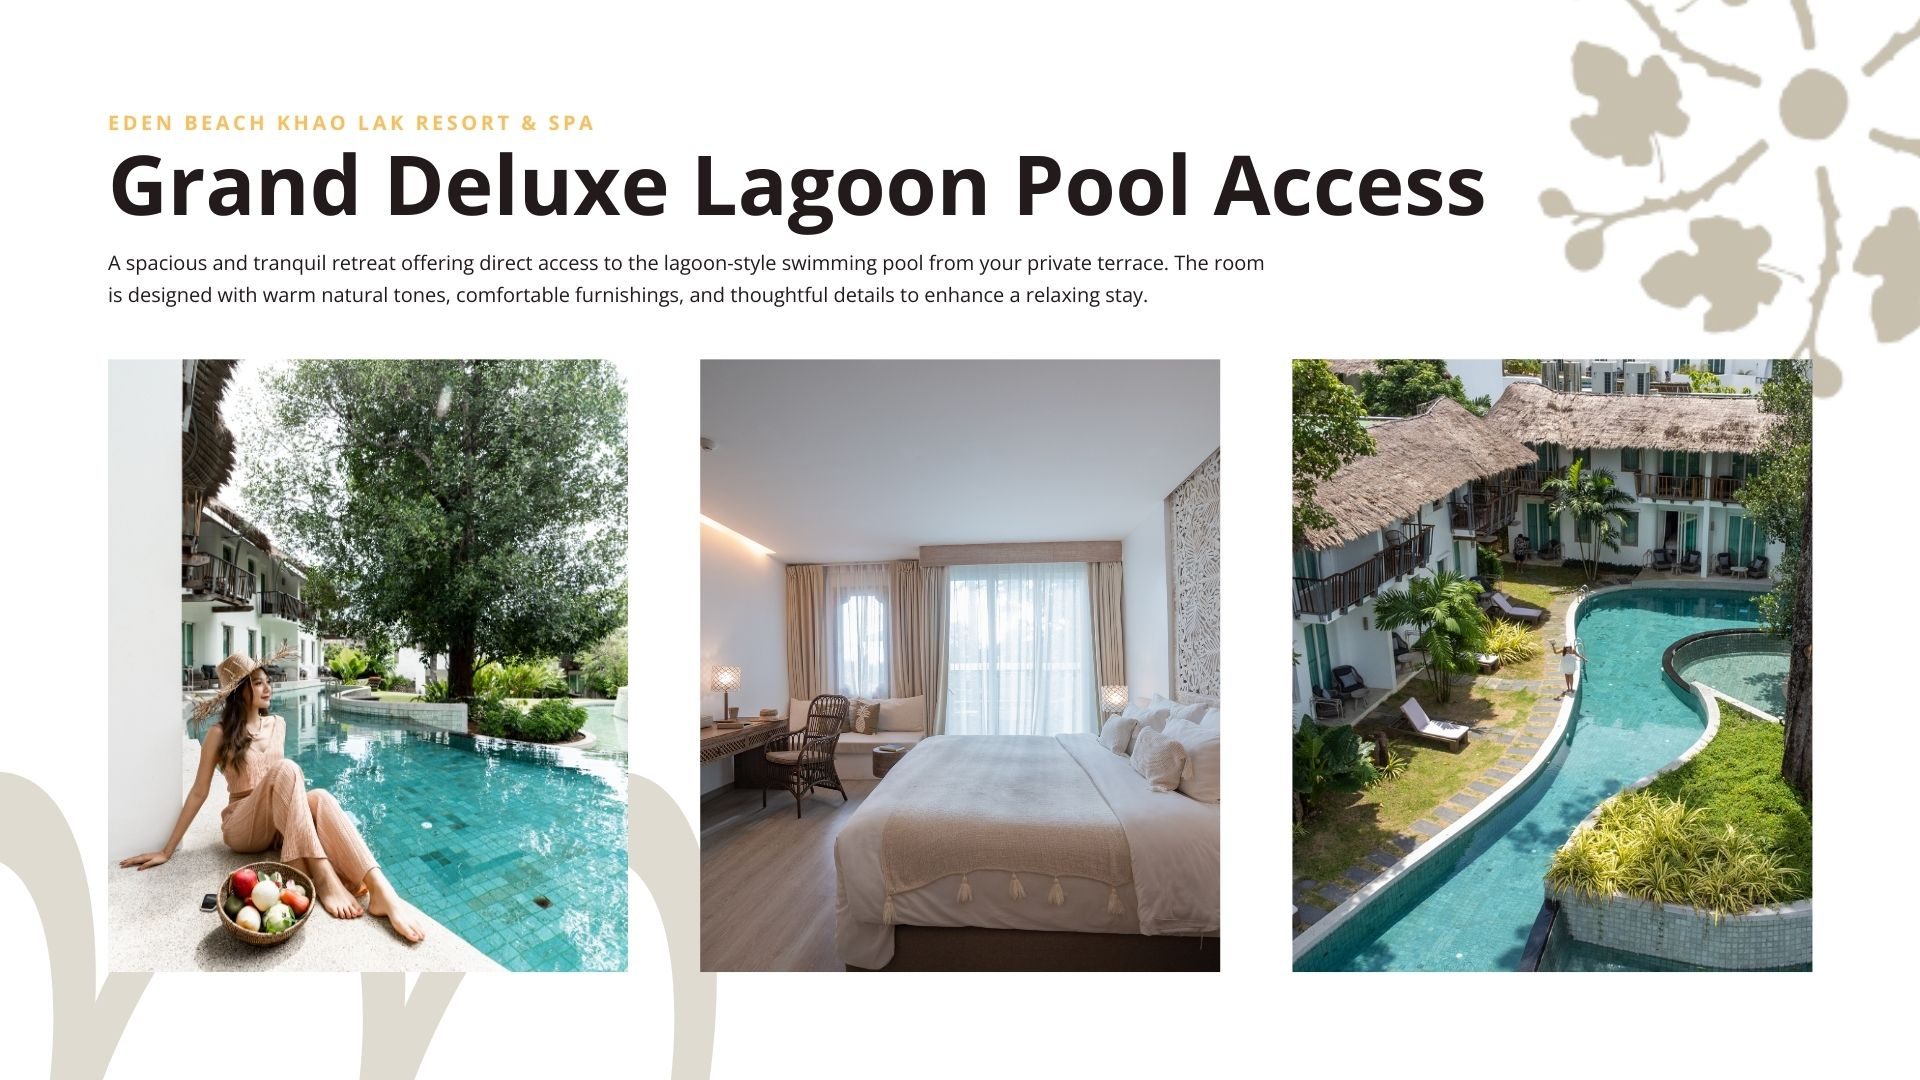 EDEN BEACH KHAO LAK RESORT & SPA
Grand Deluxe Lagoon Pool Access
A spacious and tranquil retreat offering direct access to the lagoon-style swimming pool from your private terrace. The room
is designed with warm natural tones, comfortable furnishings, and thoughtful details to enhance a relaxing stay.